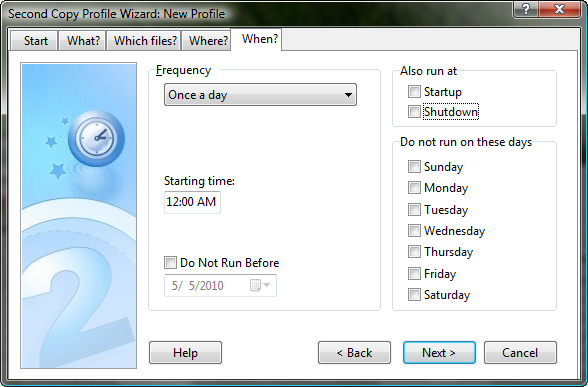 Second Copy Profile Wizard: New Profile
?
Start What? Which files? Where? When?
Frequency
Once a day
Starting time:
12:00 AM
Do Not Run Before
5/ 5/2010
Also run at
Startup
Shutdown
Do not run on these days
Sunday
Monday
Tuesday
Wednesday
Thursday
Friday
Saturday
2
Help < Back Next > Cancel